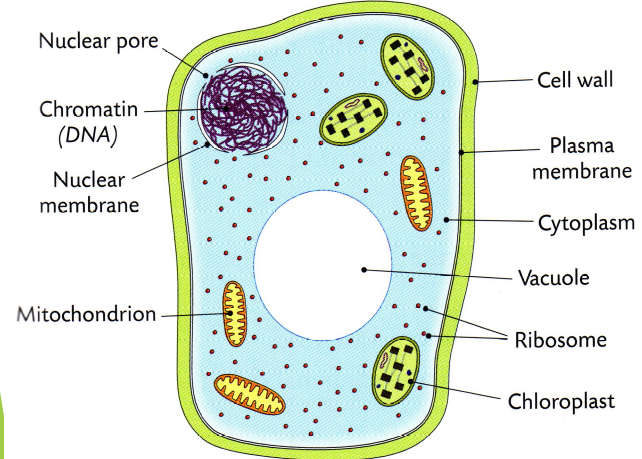 Nuclear pore
Chromatin
(DNA)
Nuclear
membrane
Mitochondrion
Cell wall
Plasma
membrane
Cytoplasm
Vacuole
Ribosome
Chloroplast